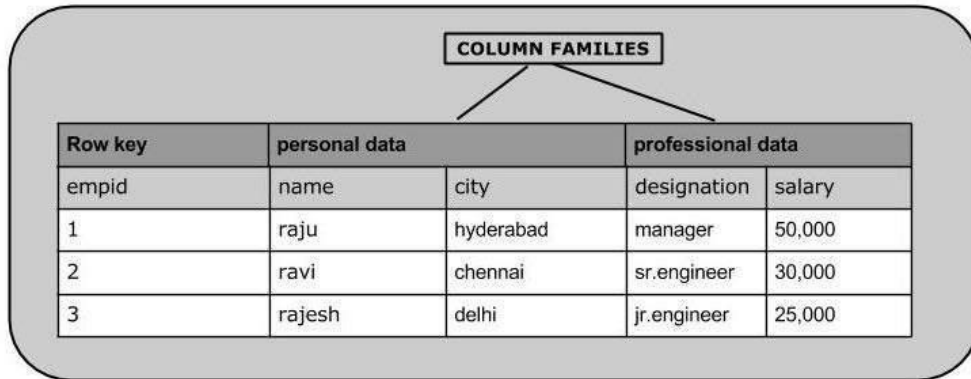 COLUMN FAMILIES
Row key personal data professional data
empid name city designation salary
1 raju hyderabad manager 50,000
2 ravi chennai sr.engineer 30,000
3 rajesh delhi jr.engineer 25,000